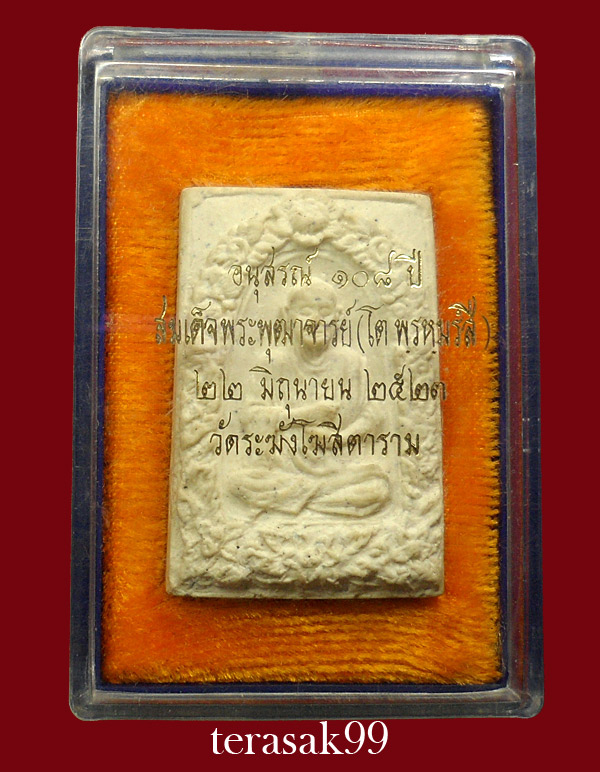 อนุสรณ์ ๑๐๘ ปี
สมเด็จพระพุฒาจารย์ (โต พรหมรังสี)
๒๒ มิถุนายน ๒๕๒๓
วัดระฆังโฆสิตาราม
terasak99